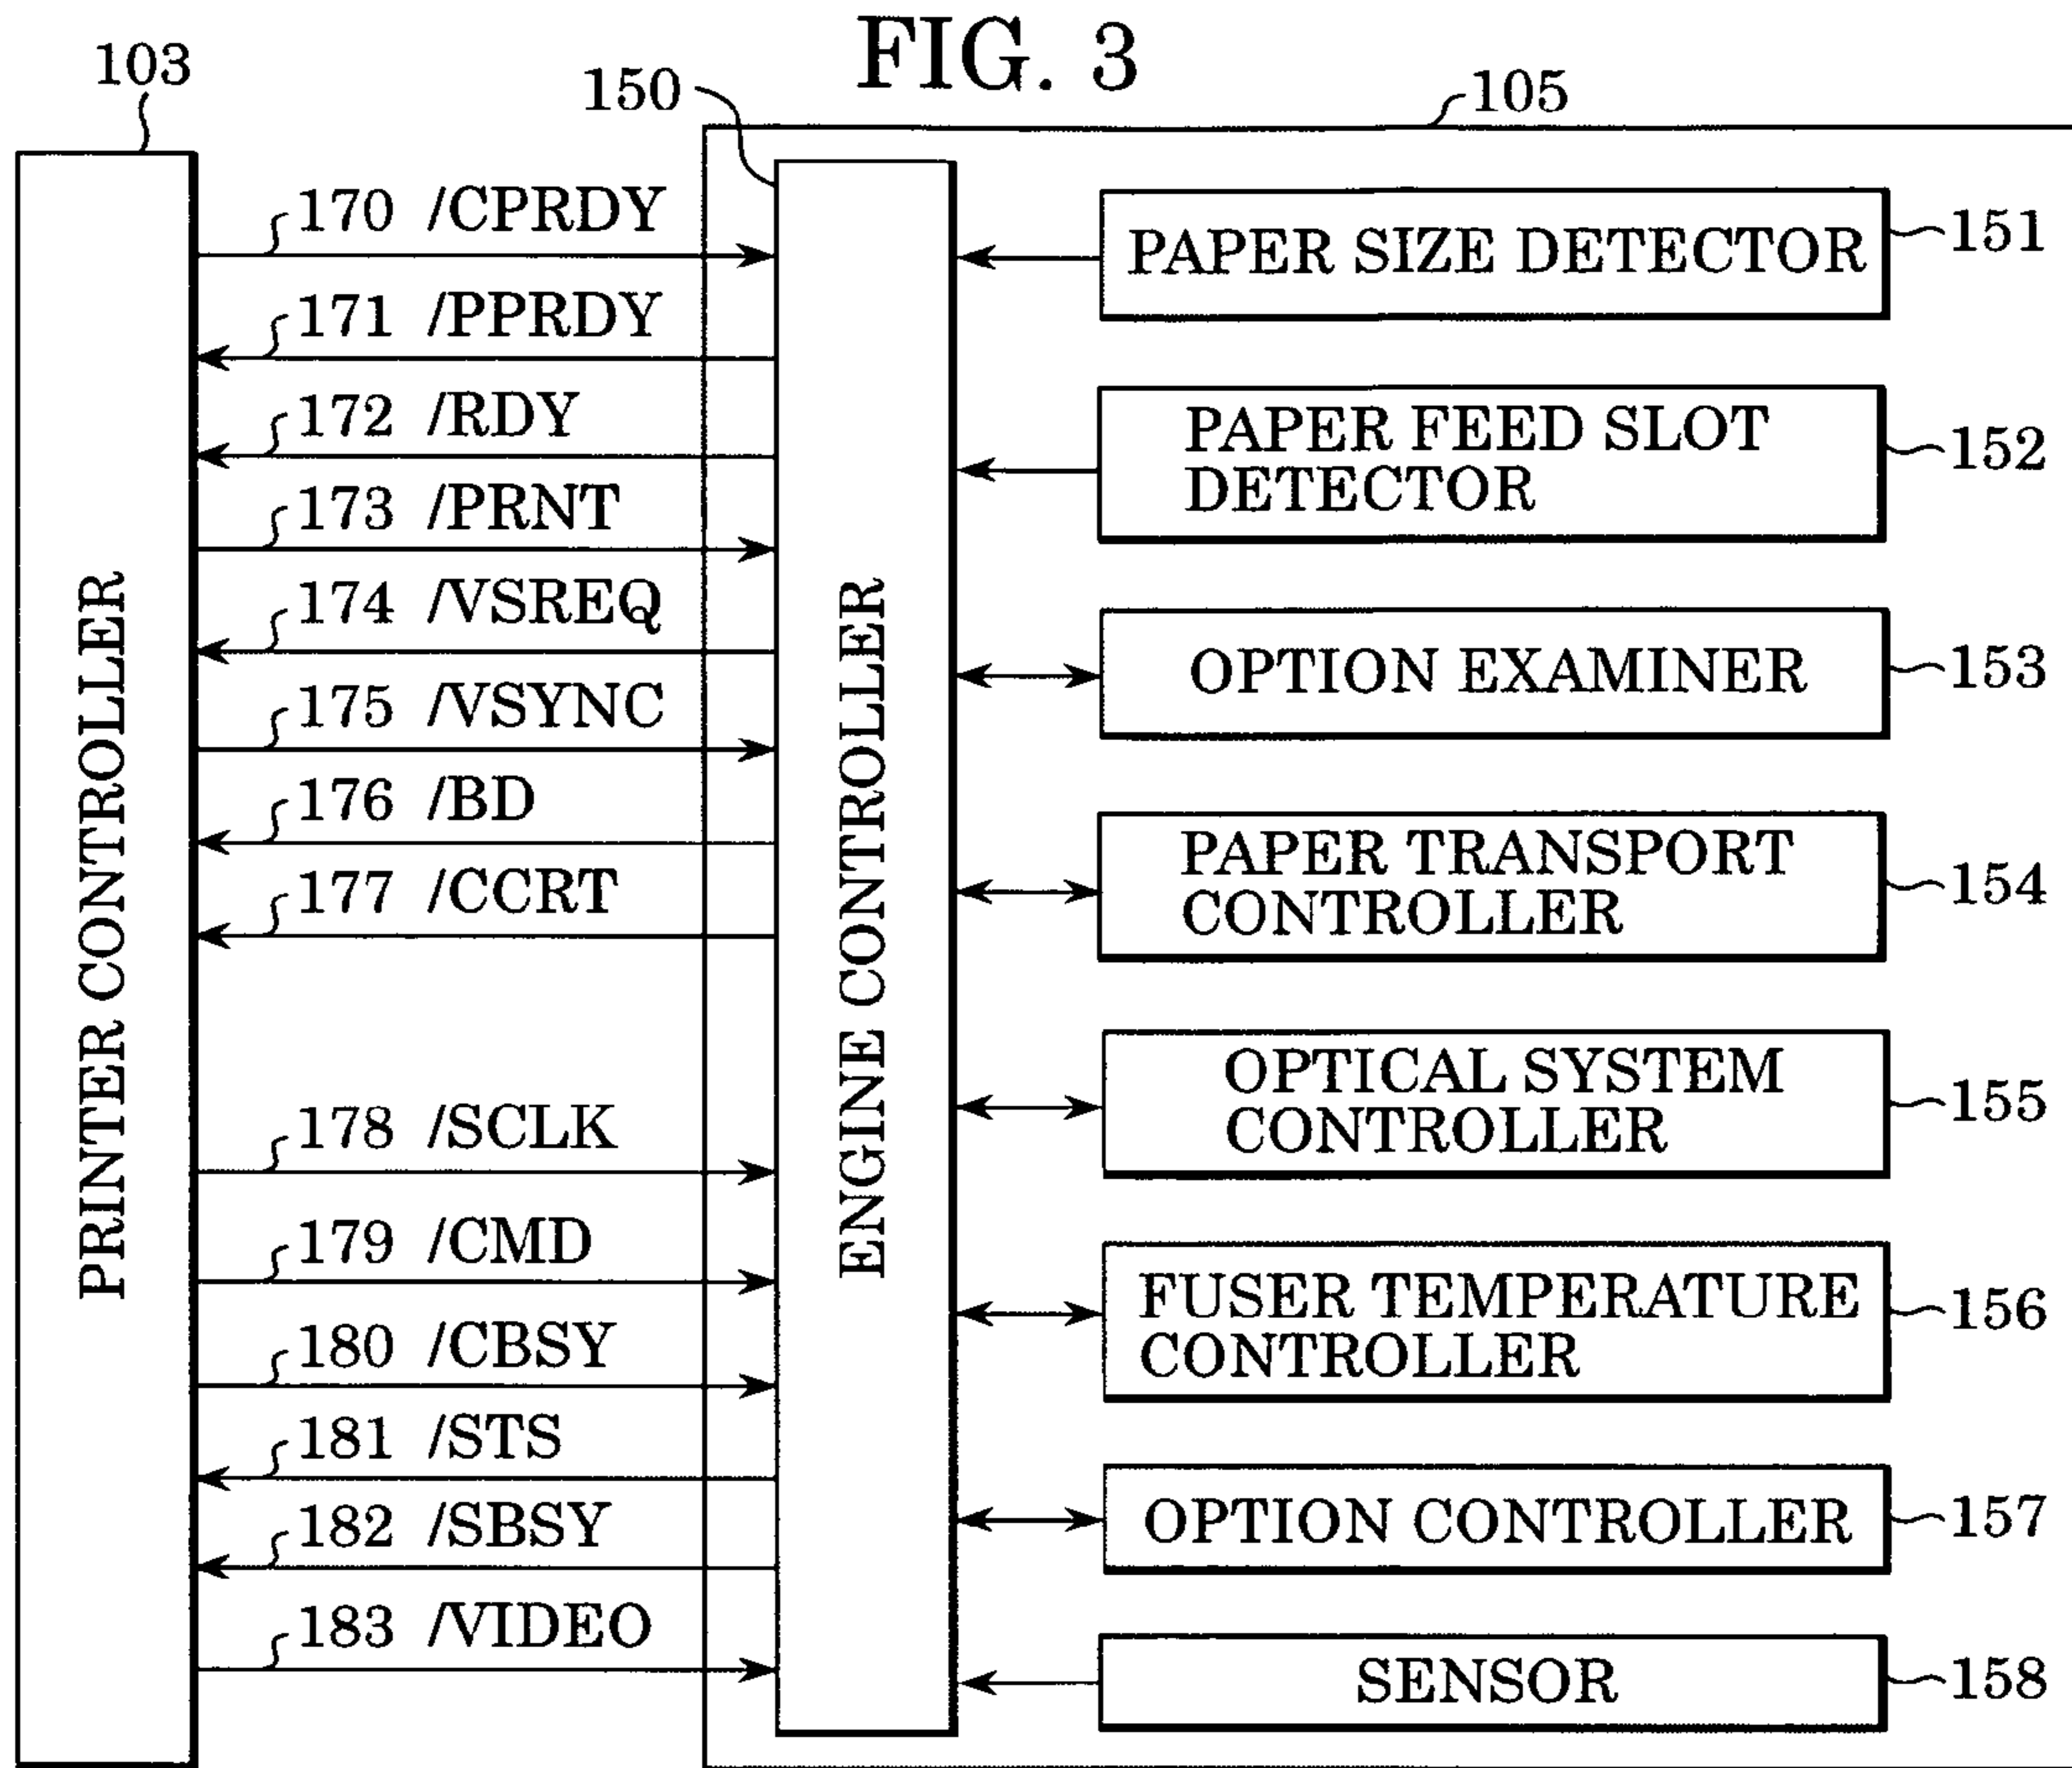 FIG. 3
103
150
105
170 /CPRDY
171 /PPRDY
172 /RDY
173 /PRNT
174 /VSREQ
175 /VSYNC
176 /BD
177 /CCRT
178 /SCLK
179 /CMD
180 /CBSY
181 /STS
182 /SBSY
183 /VIDEO
PRINTER CONTROLLER
ENGINE CONTROLLER
PAPER SIZE DETECTOR
151
PAPER FEED SLOT
DETECTOR
152
OPTION EXAMINER
153
PAPER TRANSPORT
CONTROLLER
154
OPTICAL SYSTEM
CONTROLLER
155
FUSER TEMPERATURE
CONTROLLER
156
OPTION CONTROLLER
157
SENSOR
158